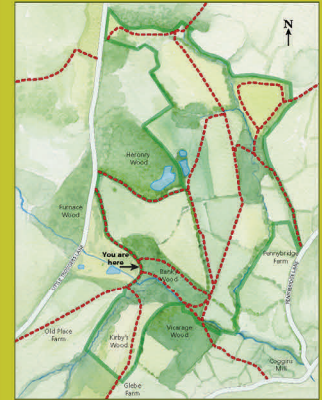 N
Heronry
Wood
Furnace
Wood
You are
here
Bank
Wood
Pennybridge
Farm
Old Place
Farm
Kirby's
Wood
Vicarage
Wood
Coggins
Mill
Glebe
Farm